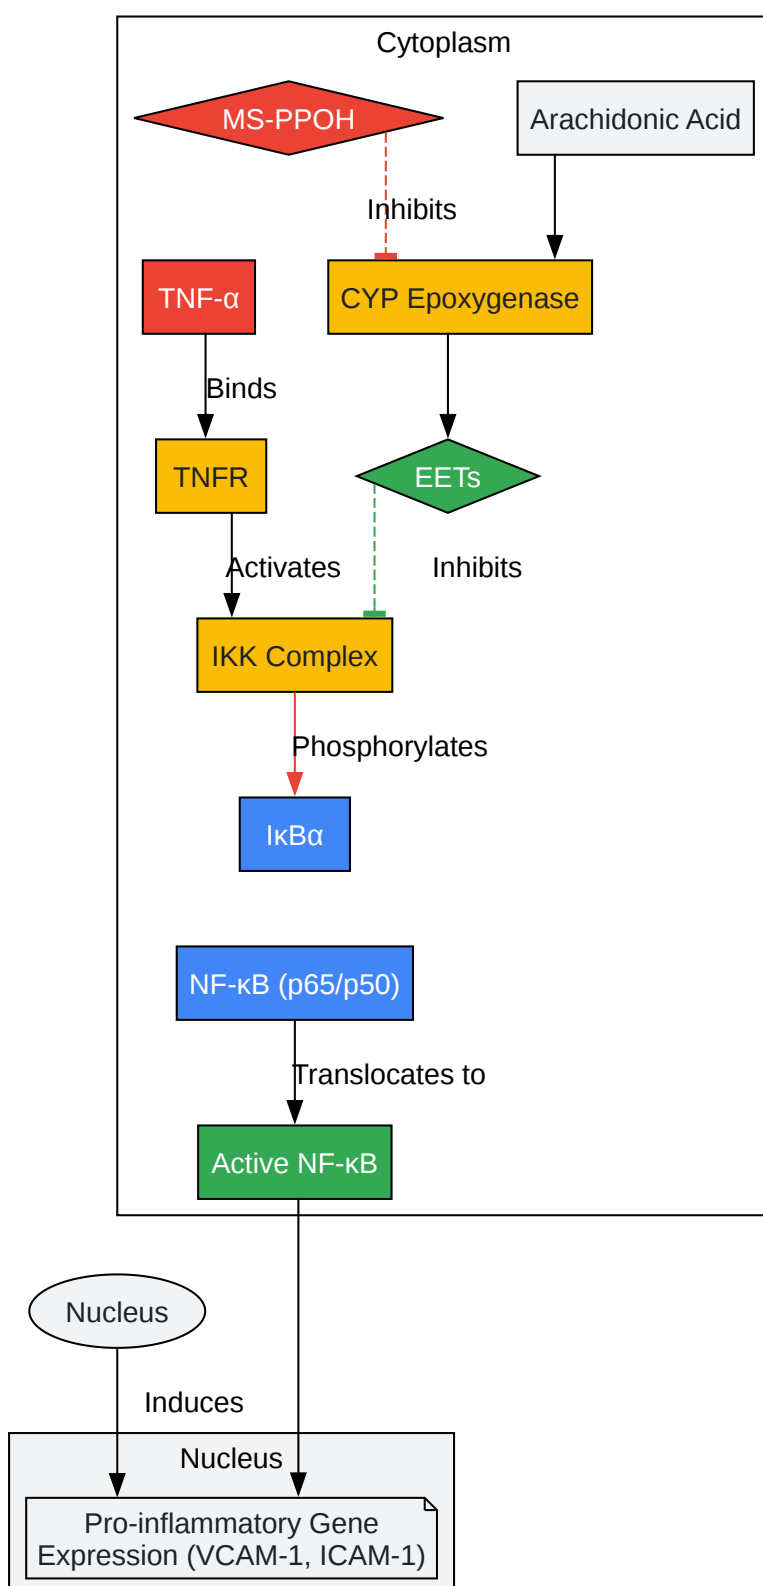 Cytoplasm
MS-PPOH
Arachidonic Acid
Inhibits
TNF-α
CYP Epoxygenase
Binds
TNFR
EETs
Activates
Inhibits
IKK Complex
Phosphorylates
IκBα
NF-κB (p65/p50)
Translocates to
Active NF-κB
Nucleus
Induces
Nucleus
Pro-inflammatory Gene
Expression (VCAM-1, ICAM-1)